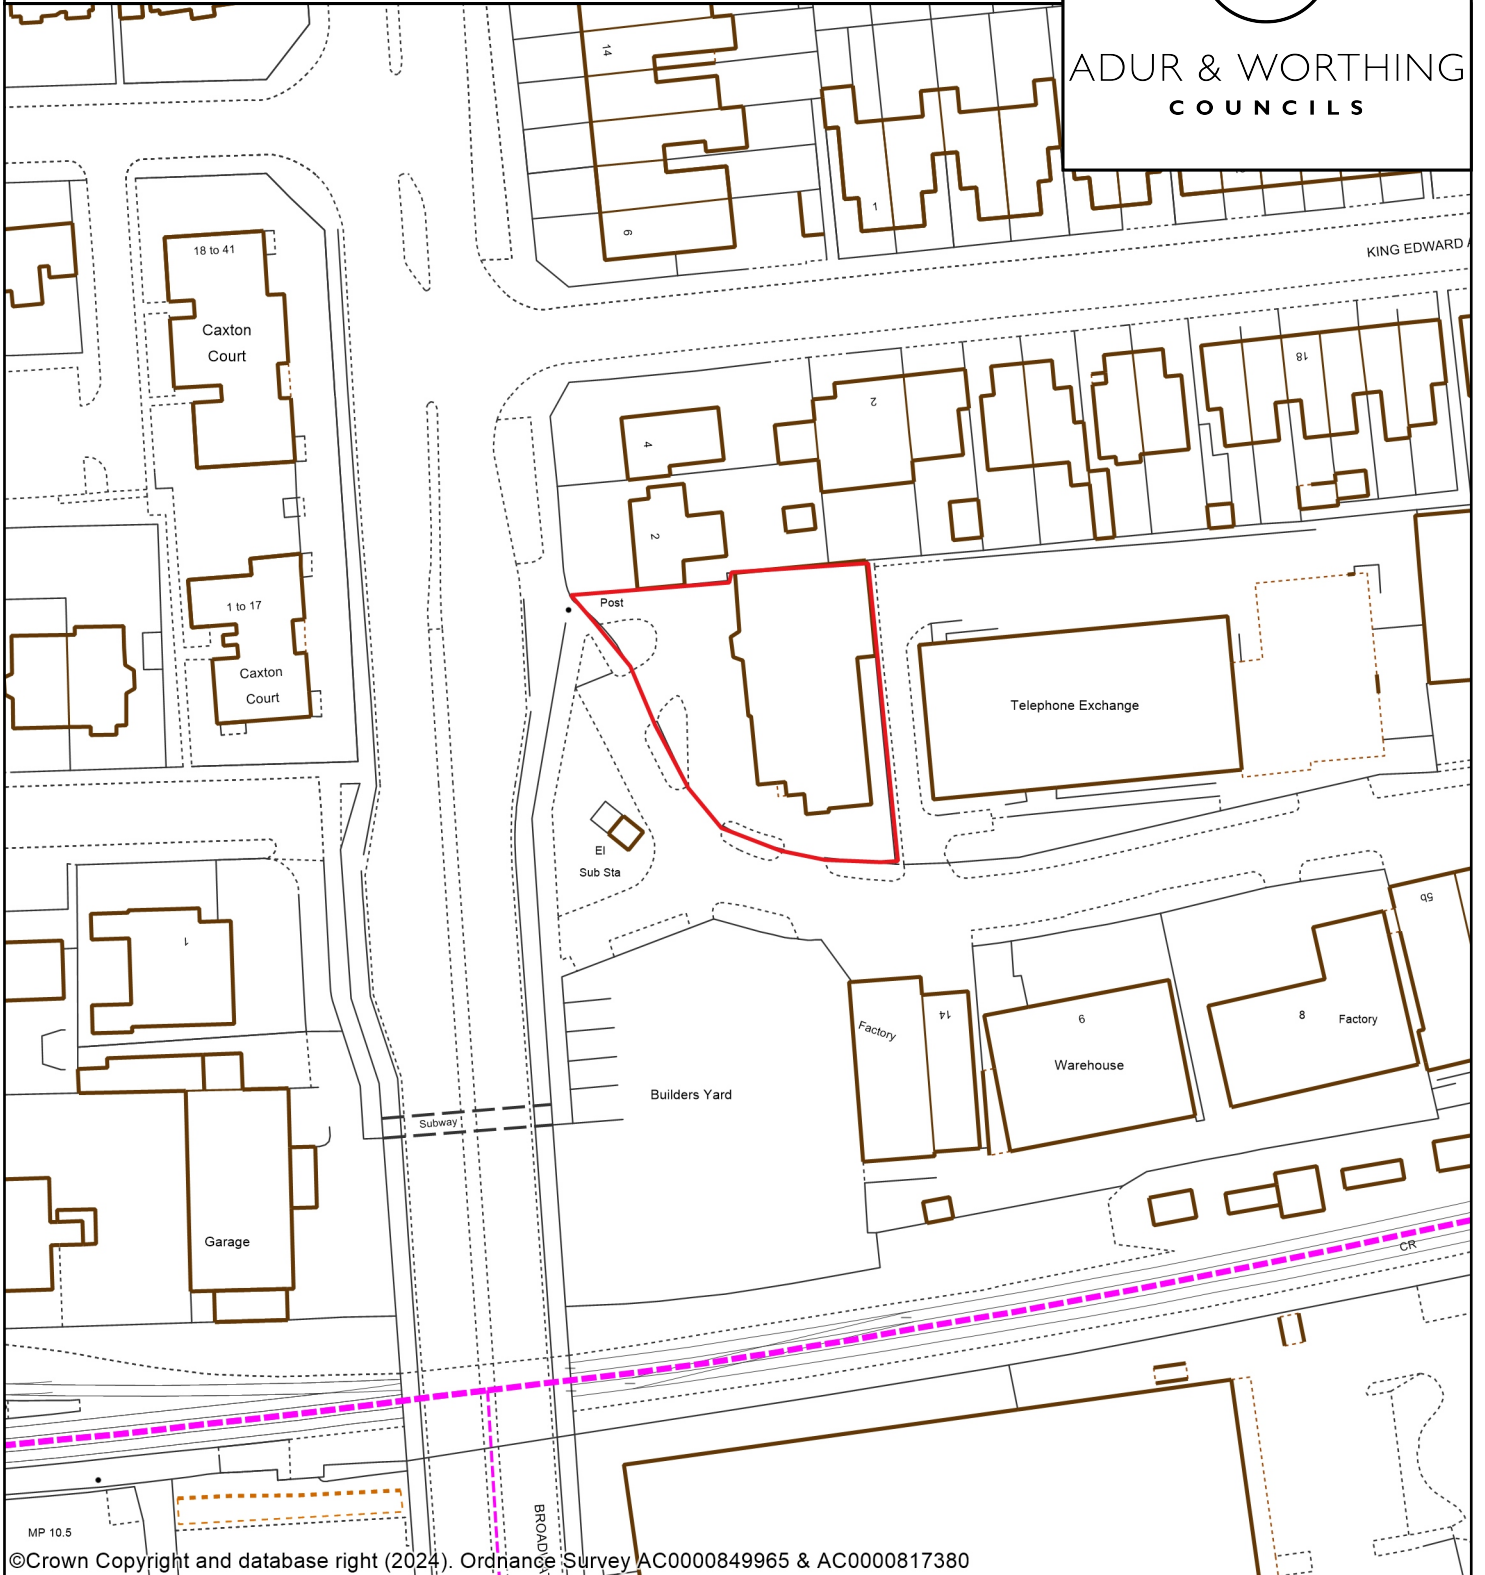 ADUR & WORTHING
COUNCILS
14
6
1
KING EDWARD A
18 to 41
Caxton
Court
18
2
4
2
1 to 17
Caxton
Court
Post
Telephone Exchange
El
Sub Sta
1
5b
Factory
14
9
Warehouse
8
Factory
Builders Yard
Subway
Garage
CR
BROADWA
MP 10.5
©Crown Copyright and database right (2024). Ordnance Survey AC0000849965 & AC0000817380